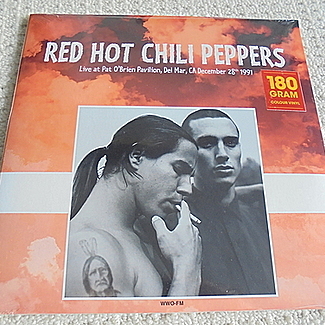 RED HOT CHILI PEPPERS
Live at Pat O'Brien Pavilion, Del Mar, CA December 28th 1991
180
GRAM
COLOUR VINYL
WWO-FM